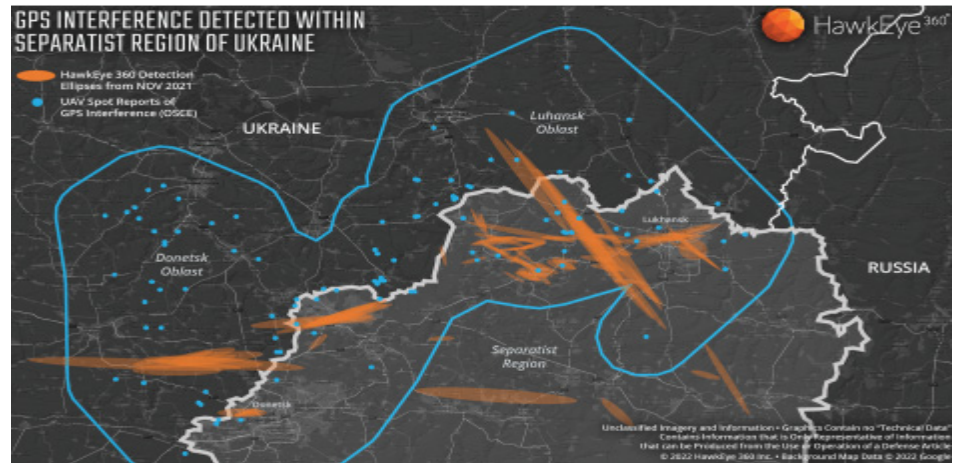 GPS INTERFERENCE DETECTED WITHIN
SEPARATIST REGION OF UKRAINE
HawkEye 360°
HawkEye 360 Detection
Ellipses from NOV 2021
UAV Spot Reports of
GPS Interference (OSCE)
UKRAINE
Luhansk
Oblast
Lukhansk
Donetsk
Oblast
RUSSIA
Separatist
Region
Donetsk
Unclassified Imagery and Information • Graphics Contain no "Technical Data"
Contains Information that is Only Representative of Information
that can be Produced from the Use or Operation of a Defense Article
© 2022 HawkEye 360 Inc. • Background Map Data © 2022 Google